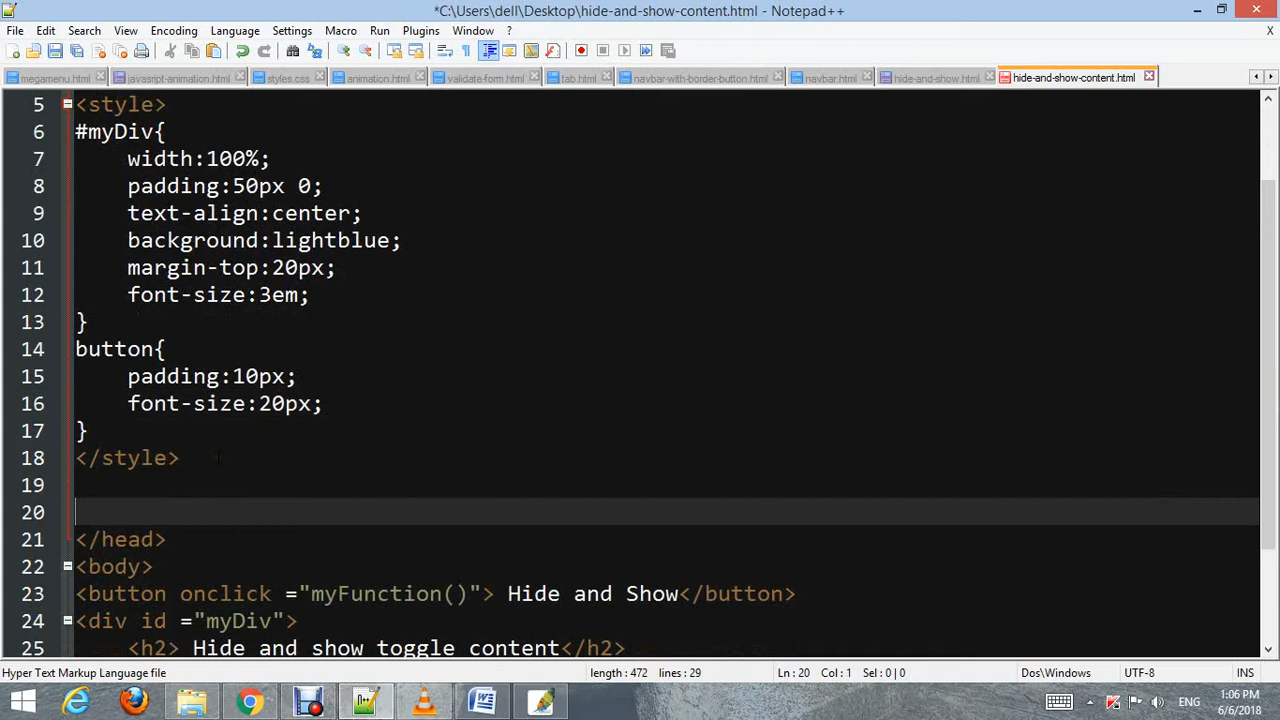 *C:\Users\dell\Desktop\hide-and-show-content.html - Notepad++
File Edit Search View Encoding Language Settings Macro Run Plugins Window ? X
megamenu.html javasript-animation.html styles.css animation.html validate-form.html tab.html navbar-with-border-button.html navbar.html hide-and-show.html hide-and-show-content.html
5 <style>
6 #myDiv{
7 width:100%;
8 padding:50px 0;
9 text-align:center;
10 background:lightblue;
11 margin-top:20px;
12 font-size:3em;
13 }
14 button{
15 padding:10px;
16 font-size:20px;
17 }
18 </style>
19
20
21 </head>
22 <body>
23 <button onclick ="myFunction()"> Hide and Show</button>
24 <div id ="myDiv">
25 <h2> Hide and show toggle content</h2>
Hyper Text Markup Language file length : 472 lines : 29 Ln : 20 Col : 1 Sel : 0 | 0 Dos\Windows UTF-8 INS
ENG 1:06 PM
6/6/2018